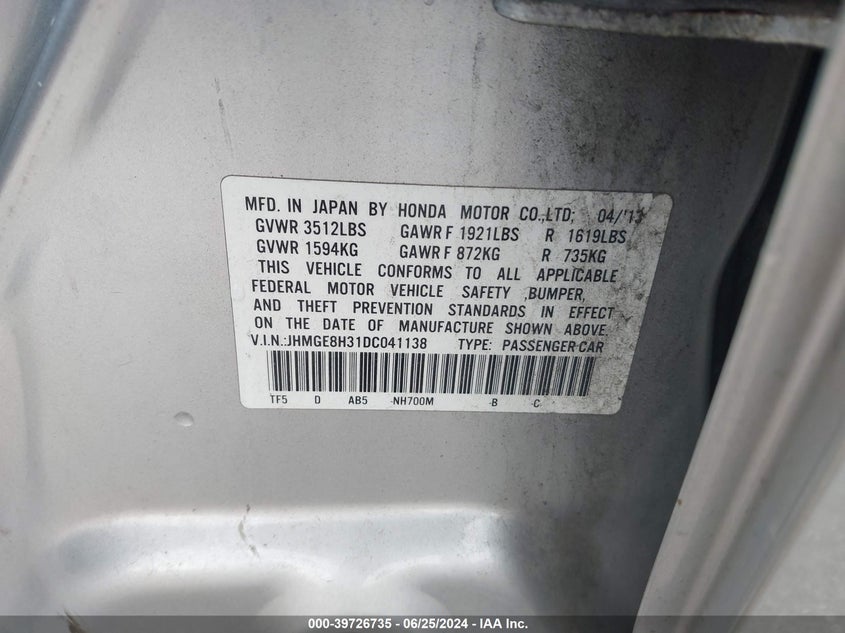 MFD. IN JAPAN BY HONDA MOTOR CO.,LTD; 04/'13
GVWR 3512LBS GAWR F 1921LBS R 1619LBS
GVWR 1594KG GAWR F 872KG R 735KG
THIS VEHICLE CONFORMS TO ALL APPLICABLE
FEDERAL MOTOR VEHICLE SAFETY ,BUMPER,
AND THEFT PREVENTION STANDARDS IN EFFECT
ON THE DATE OF MANUFACTURE SHOWN ABOVE.
V.I.N.:JHMGE8H31DC041138 TYPE: PASSENGER CAR
TF5 D AB5 -NH700M -B -C-
000-39726735 - 06/25/2024 - IAA Inc.